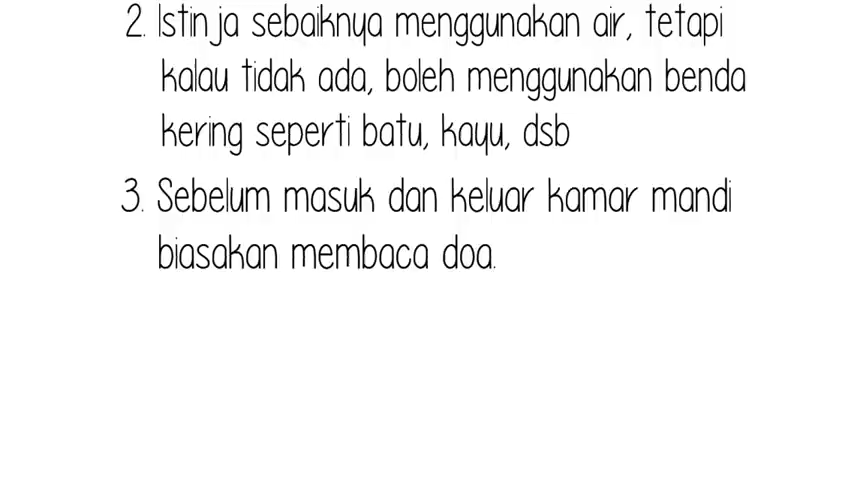 2. Istinja sebaiknya menggunakan air, tetapi
kalau tidak ada, boleh menggunakan benda
kering seperti batu, kayu, dsb
3. Sebelum masuk dan keluar kamar mandi
biasakan membaca doa.